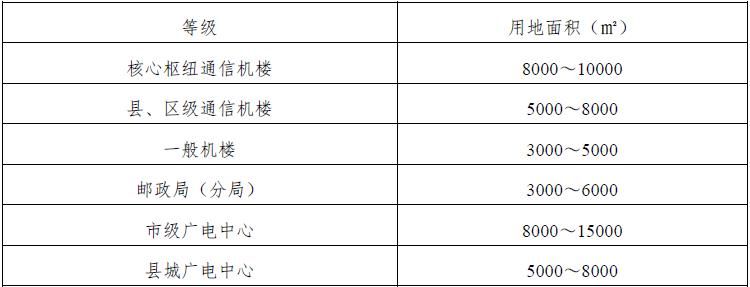 等级 用地面积（㎡）
核心枢纽通信机楼 8000～10000
县、区级通信机楼 5000～8000
一般机楼 3000～5000
邮政局（分局） 3000～6000
市级广电中心 8000～15000
县城广电中心 5000～8000